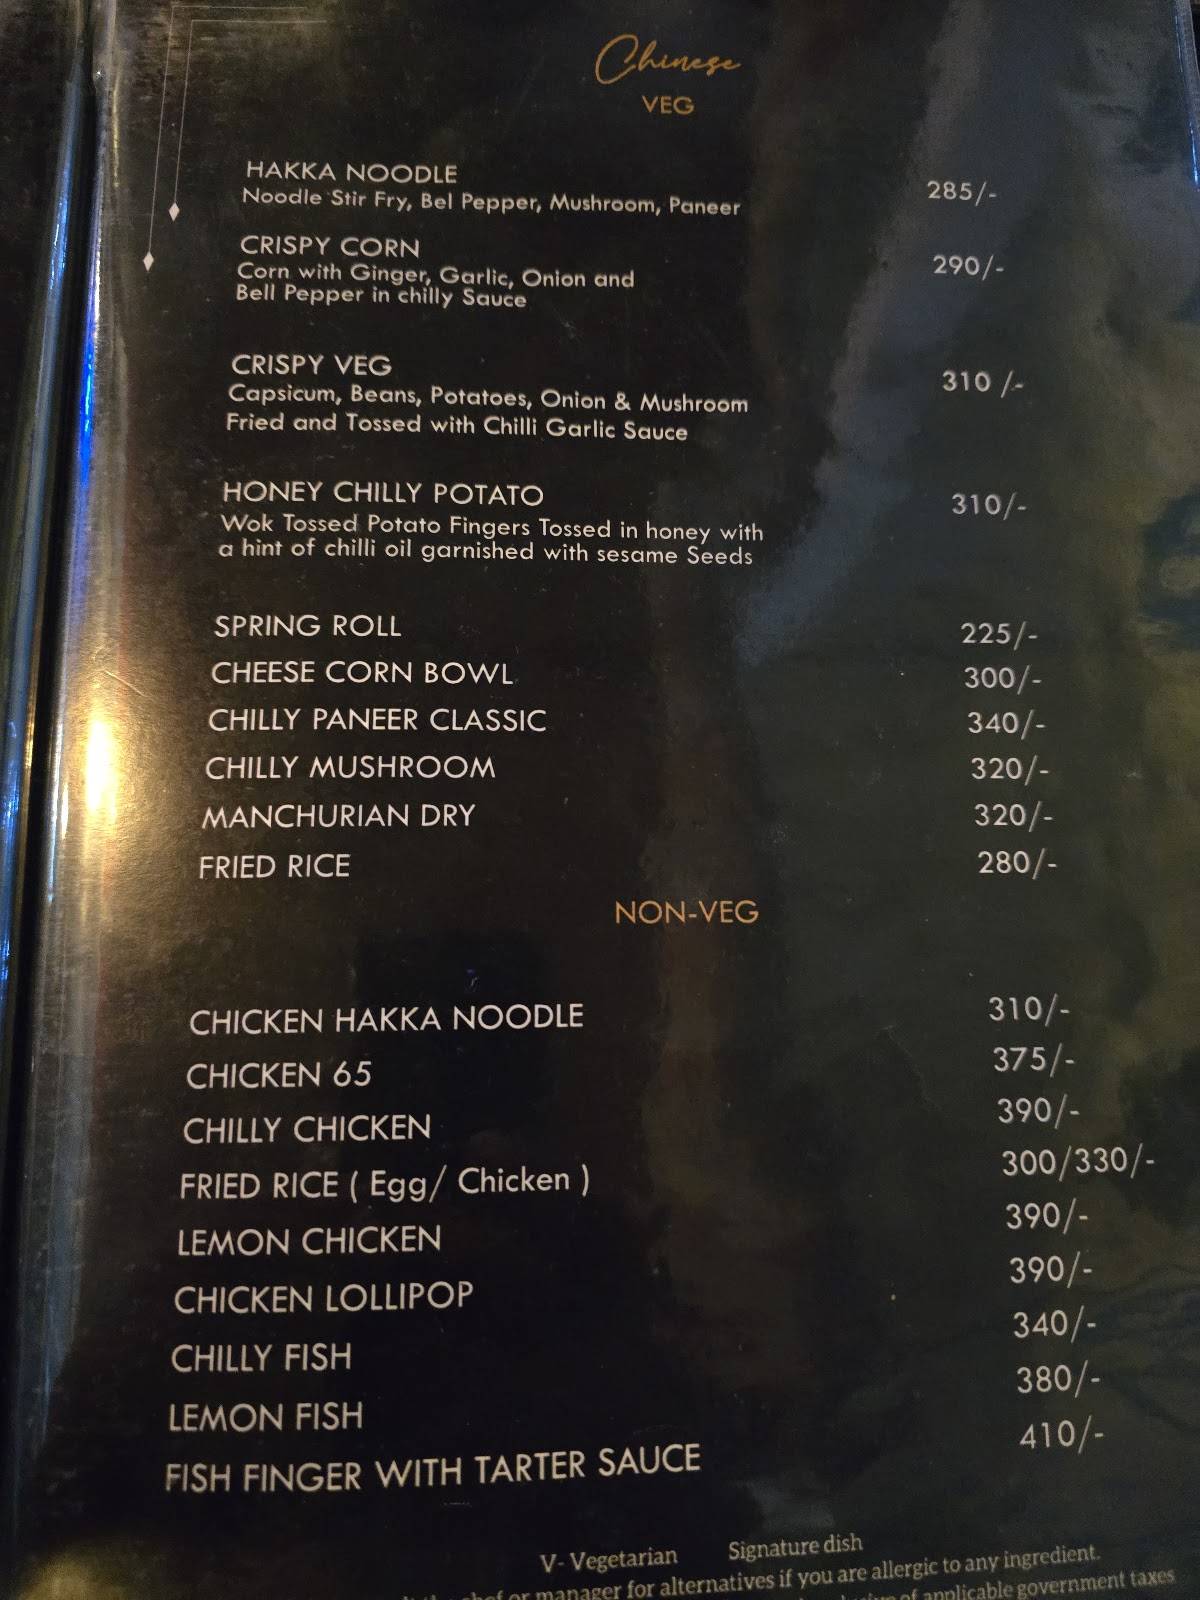 Chinese
VEG
HAKKA NOODLE 285/-
Noodle Stir Fry, Bel Pepper, Mushroom, Paneer
CRISPY CORN 290/-
Corn with Ginger, Garlic, Onion and
Bell Pepper in chilly Sauce
CRISPY VEG 310 /-
Capsicum, Beans, Potatoes, Onion & Mushroom
Fried and Tossed with Chilli Garlic Sauce
HONEY CHILLY POTATO 310/-
Wok Tossed Potato Fingers Tossed in honey with
a hint of chilli oil garnished with sesame Seeds
SPRING ROLL 225/-
CHEESE CORN BOWL 300/-
CHILLY PANEER CLASSIC 340/-
CHILLY MUSHROOM 320/-
MANCHURIAN DRY 320/-
FRIED RICE 280/-
NON-VEG
CHICKEN HAKKA NOODLE 310/-
CHICKEN 65 375/-
CHILLY CHICKEN 390/-
FRIED RICE ( Egg/ Chicken ) 300/330/-
LEMON CHICKEN 390/-
CHICKEN LOLLIPOP 390/-
CHILLY FISH 340/-
LEMON FISH 380/-
FISH FINGER WITH TARTER SAUCE 410/-
V- Vegetarian Signature dish
or manager for alternatives if you are allergic to any ingredient.
of applicable government taxes